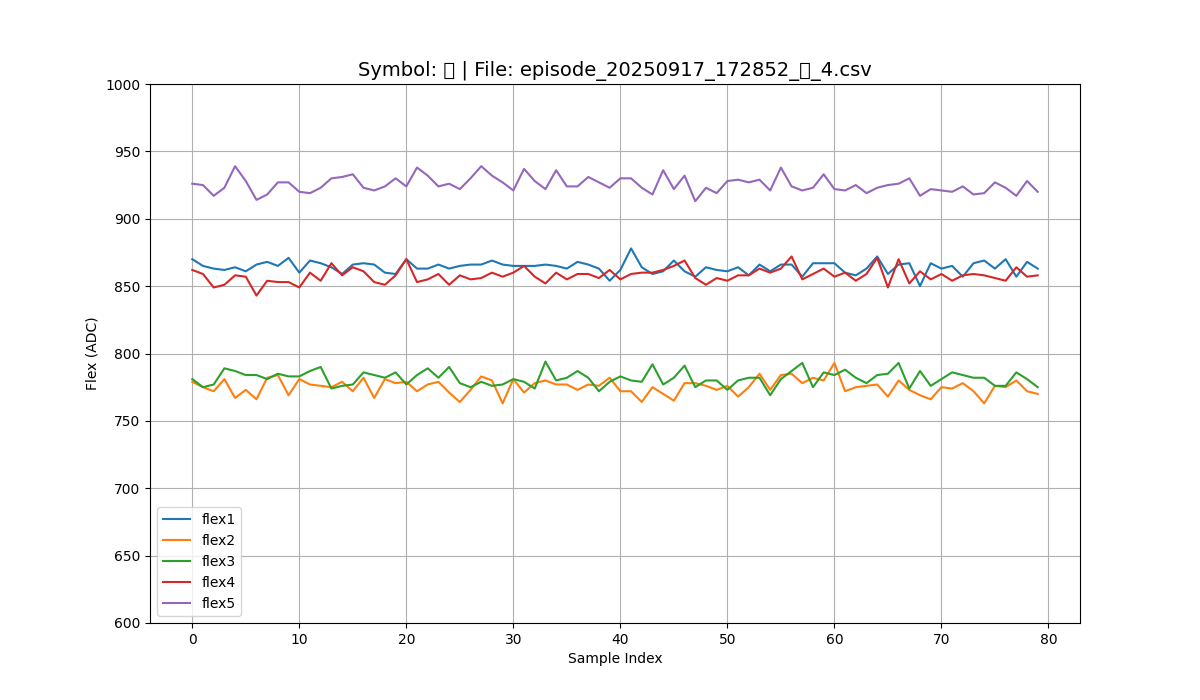 Symbol: | File: episode_20250917_172852_ _4.csv
1000
950
900
850
800
750
700
650
600
Flex (ADC)
flex1
flex2
flex3
flex4
flex5
0 10 20 30 40 50 60 70 80
Sample Index